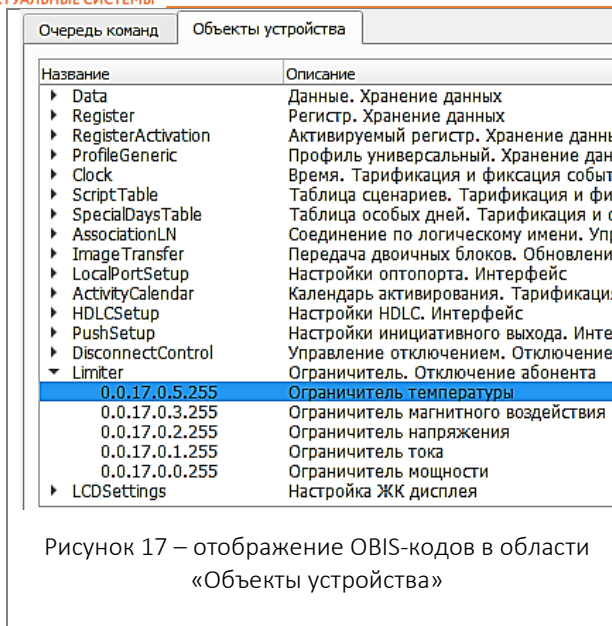 АКТУАЛЬНЫЕ СИСТЕМЫ
Очередь команд Объекты устройства
Название Описание
Data Данные. Хранение данных
Register Регистр. Хранение данных
RegisterActivation Активируемый регистр. Хранение данн
ProfileGeneric Профиль универсальный. Хранение дан
Clock Время. Тарификация и фиксация событ
ScriptTable Таблица сценариев. Тарификация и фи
SpecialDaysTable Таблица особых дней. Тарификация и
AssociationLN Соединение по логическому имени. Упр
ImageTransfer Передача двоичных блоков. Обновлени
LocalPortSetup Настройки оптопорта. Интерфейс
ActivityCalendar Календарь активирования. Тарификаци
HDLCSetup Настройки HDLC. Интерфейс
PushSetup Настройки инициативного выхода. Инте
DisconnectControl Управление отключением. Отключение
Limiter Ограничитель. Отключение абонента
0.0.17.0.5.255 Ограничитель температуры
0.0.17.0.3.255 Ограничитель магнитного воздействия
0.0.17.0.2.255 Ограничитель напряжения
0.0.17.0.1.255 Ограничитель тока
0.0.17.0.0.255 Ограничитель мощности
LCDSettings Настройка ЖК дисплея
Рисунок 17 – отображение OBIS-кодов в области
«Объекты устройства»